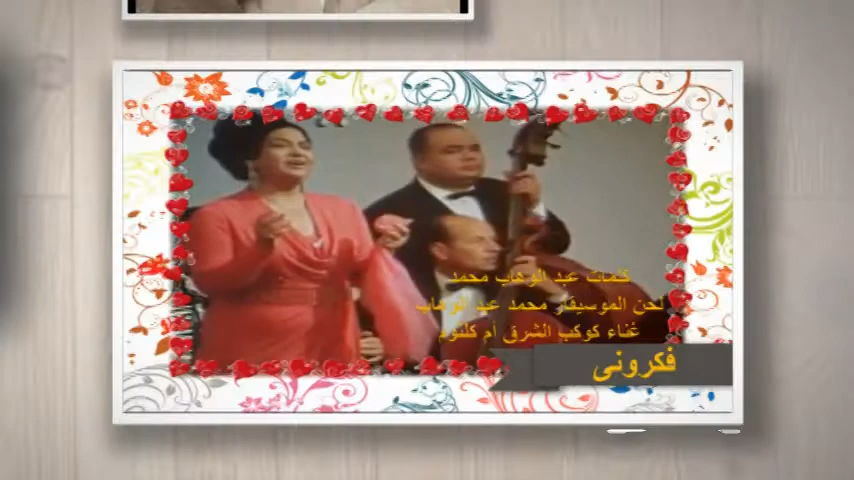 كلمات عبد الوهاب محمد
لحن الموسيقار محمد عبد الوهاب
غناء كوكب الشرق أم كلثوم
فكرونى